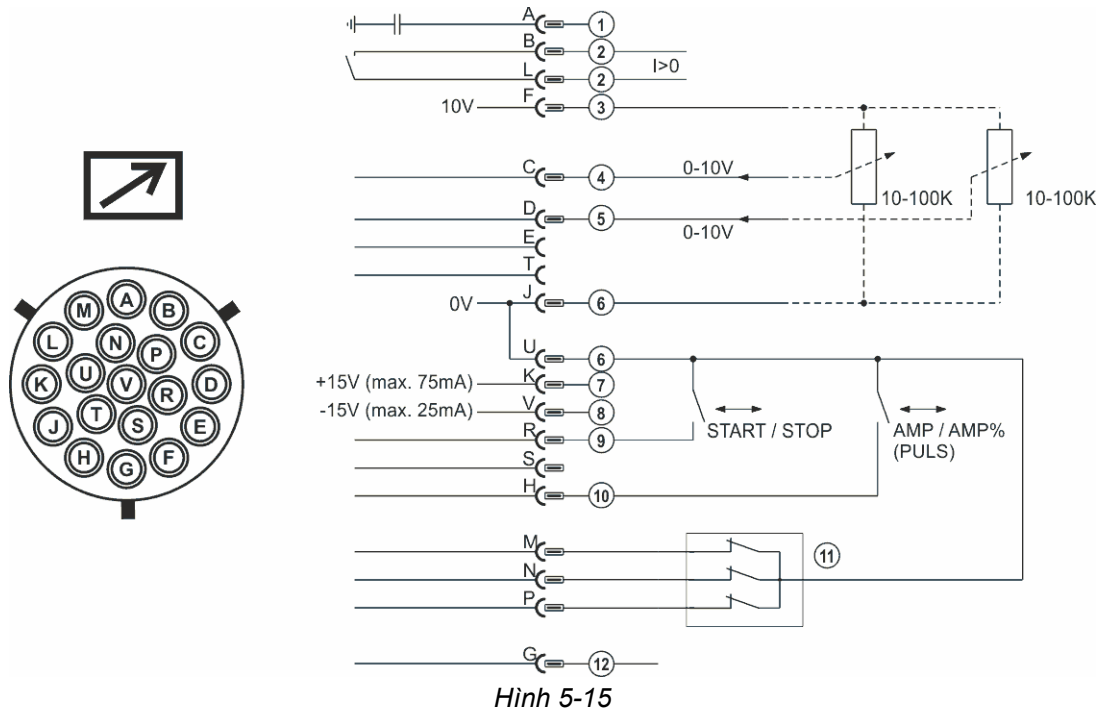 A 1
B 2
L 2 I>0
10V F 3
C 4 0-10V
10-100K 10-100K
D 5
0-10V
E
T
0V J 6
U 6
+15V (max. 75mA) K 7
-15V (max. 25mA) V 8
R 9
START / STOP AMP / AMP%
(PULS)
S
H 10
M 11
N
P
G 12
M A B
L N P C
K U V R D
J T S E
H G F
Hình 5-15